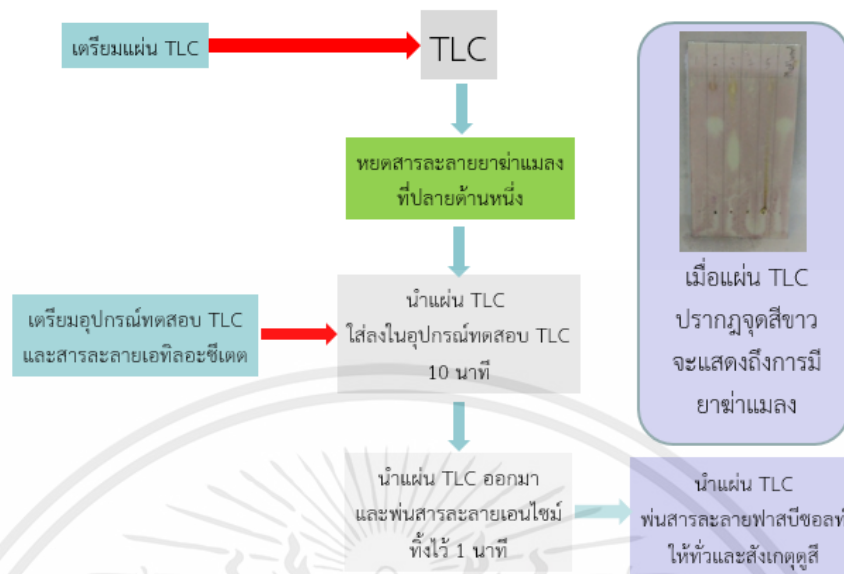 เตรียมแผ่น TLC
TLC
หยดสารละลายยาฆ่าแมลง
ที่ปลายด้านหนึ่ง
เตรียมอุปกรณ์ทดสอบ TLC
และสารละลายเอทิลอะซีเตต
นำแผ่น TLC
ใส่ลงในอุปกรณ์ทดสอบ TLC
10 นาที
นำแผ่น TLC ออกมา
และพ่นสารละลายเอนไซม์
ทิ้งไว้ 1 นาที
นำแผ่น TLC
พ่นสารละลายฟาสบีซอลท์
ให้ทั่วและสังเกตุดูสี
เมื่อแผ่น TLC
ปรากฎจุดสีขาว
จะแสดงถึงการมี
ยาฆ่าแมลง